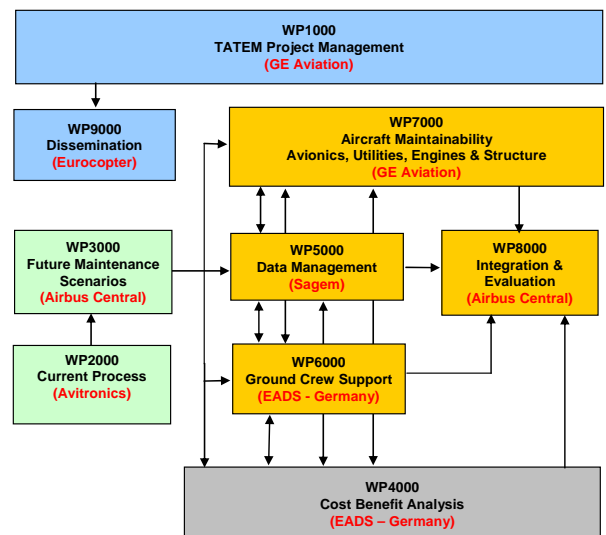 WP1000
TATEM Project Management
(GE Aviation)
WP9000
Dissemination
(Eurocopter)
WP7000
Aircraft Maintainability
Avionics, Utilities, Engines & Structure
(GE Aviation)
WP3000
Future Maintenance
Scenarios
(Airbus Central)
WP5000
Data Management
(Sagem)
WP8000
Integration &
Evaluation
(Airbus Central)
WP2000
Current Process
(Avitronics)
WP6000
Ground Crew Support
(EADS - Germany)
WP4000
Cost Benefit Analysis
(EADS – Germany)